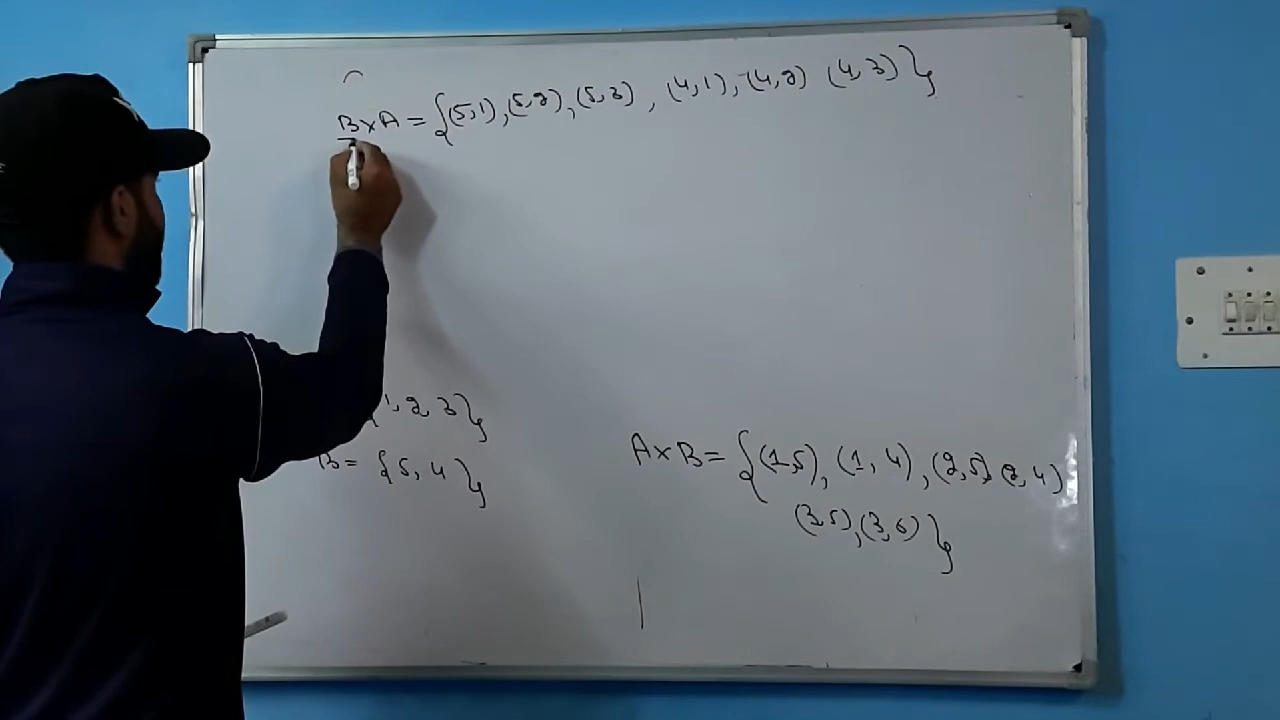 B×A = {(5,1),(5,2),(5,3), (4,1),(4,2) (4,3)}
{1,2,3}
B = {5,4}
A×B = {(1,5),(1,4),(2,5),(2,4)
(3,5),(3,6)}